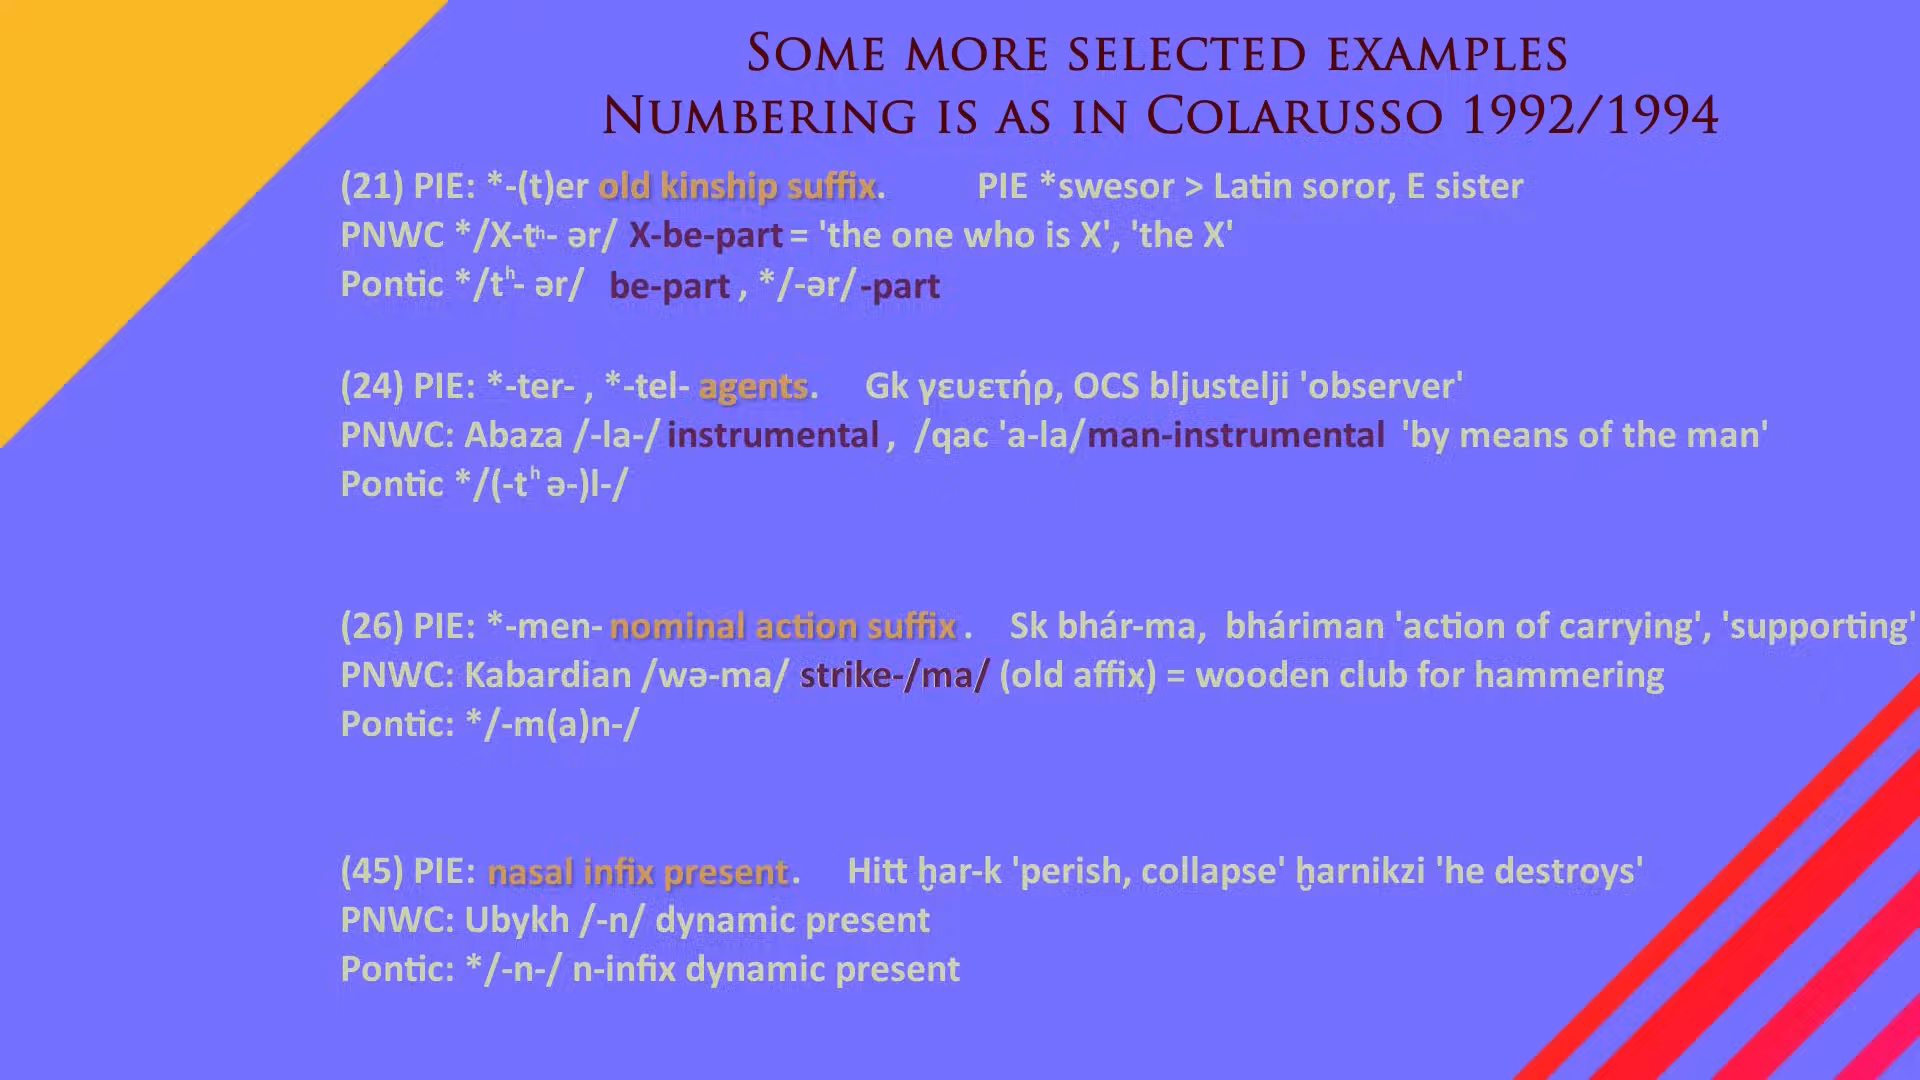 Some more selected examples
Numbering is as in Colarusso 1992/1994
(21) PIE: *-(t)er old kinship suffix. PIE *swesor > Latin soror, E sister
PNWC */X-tʰ- ər/ X-be-part = 'the one who is X', 'the X'
Pontic */tʰ- ər/ be-part , */-ər/ -part
(24) PIE: *-ter- , *-tel- agents. Gk γευετήρ, OCS bljustelji 'observer'
PNWC: Abaza /-la-/ instrumental , /qac 'a-la/ man-instrumental 'by means of the man'
Pontic */(-tʰ ə-)l-/
(26) PIE: *-men- nominal action suffix . Sk bhár-ma, bháriman 'action of carrying', 'supporting'
PNWC: Kabardian /wə-ma/ strike-/ma/ (old affix) = wooden club for hammering
Pontic: */-m(a)n-/
(45) PIE: nasal infix present. Hitt ḫar-k 'perish, collapse' ḫarnikzi 'he destroys'
PNWC: Ubykh /-n/ dynamic present
Pontic: */-n-/ n-infix dynamic present